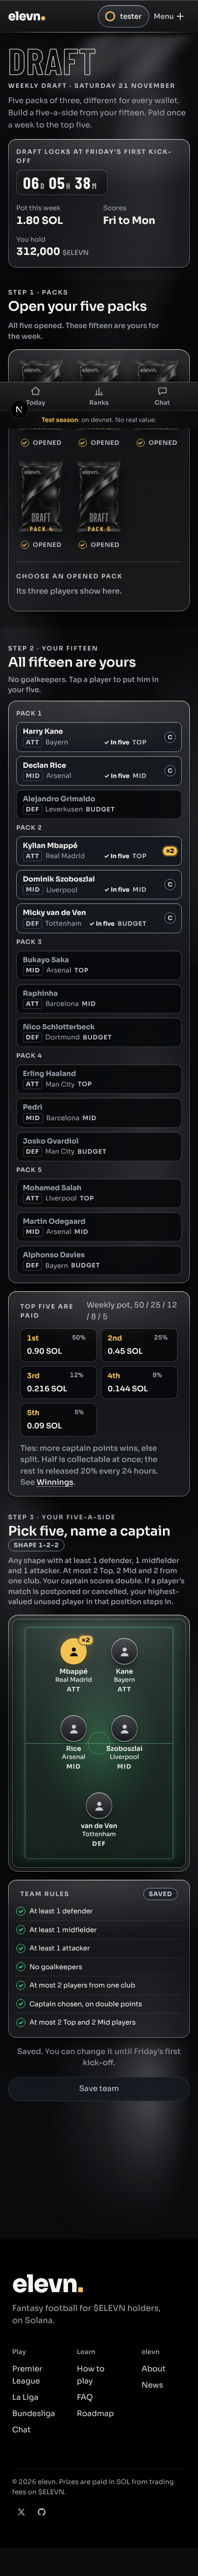 elevn.
tester
Menu +
DRAFT
WEEKLY DRAFT · SATURDAY 21 NOVEMBER
Five packs of three, different for every wallet.
Build a five-a-side from your fifteen. Paid once
a week to the top five.
DRAFT LOCKS AT FRIDAY'S FIRST KICK-
OFF
06D 05H 38M
Pot this week
1.80 SOL
Scores
Fri to Mon
You hold
312,000 $ELEVN
STEP 1 · PACKS
Open your five packs
All five opened. These fifteen are yours for
the week.
elevn. elevn. elevn.
Today
Ranks
Chat
N
Test season on devnet. No real value.
OPENED OPENED OPENED
elevn. elevn.
DRAFT DRAFT
PACK 4 PACK 5
OPENED OPENED
CHOOSE AN OPENED PACK
Its three players show here.
STEP 2 · YOUR FIFTEEN
All fifteen are yours
No goalkeepers. Tap a player to put him in
your five.
PACK 1
Harry Kane
ATT Bayern ✓ In five TOP C
Declan Rice
MID Arsenal ✓ In five MID C
Alejandro Grimaldo
DEF Leverkusen BUDGET
PACK 2
Kylian Mbappé
ATT Real Madrid ✓ In five TOP ×2
Dominik Szoboszlai
MID Liverpool ✓ In five MID C
Micky van de Ven
DEF Tottenham ✓ In five BUDGET C
PACK 3
Bukayo Saka
MID Arsenal TOP
Raphinha
ATT Barcelona MID
Nico Schlotterbeck
DEF Dortmund BUDGET
PACK 4
Erling Haaland
ATT Man City TOP
Pedri
MID Barcelona MID
Josko Gvardiol
DEF Man City BUDGET
PACK 5
Mohamed Salah
ATT Liverpool TOP
Martin Odegaard
MID Arsenal MID
Alphonso Davies
DEF Bayern BUDGET
TOP FIVE ARE
PAID
Weekly pot, 50 / 25 / 12
/ 8 / 5
1st 50%
0.90 SOL
2nd 25%
0.45 SOL
3rd 12%
0.216 SOL
4th 8%
0.144 SOL
5th 5%
0.09 SOL
Ties: more captain points wins, else
split. Half is collectable at once; the
rest is released 20% every 24 hours.
See Winnings.
STEP 3 · YOUR FIVE-A-SIDE
Pick five, name a captain
SHAPE 1-2-2
Any shape with at least 1 defender, 1 midfielder
and 1 attacker. At most 2 Top, 2 Mid and 2 from
one club. Your captain scores double. If a player's
match is postponed or cancelled, your highest-
valued unused player in that position steps in.
×2
Mbappé
Real Madrid
ATT
Kane
Bayern
ATT
Rice
Arsenal
MID
Szoboszlai
Liverpool
MID
van de Ven
Tottenham
DEF
TEAM RULES
SAVED
At least 1 defender
At least 1 midfielder
At least 1 attacker
No goalkeepers
At most 2 players from one club
Captain chosen, on double points
At most 2 Top and 2 Mid players
Saved. You can change it until Friday's first
kick-off.
Save team
elevn.
Fantasy football for $ELEVN holders,
on Solana.
Play
Premier
League
La Liga
Bundesliga
Chat
Learn
How to
play
FAQ
Roadmap
elevn
About
News
© 2026 elevn. Prizes are paid in SOL from trading
fees on $ELEVN.